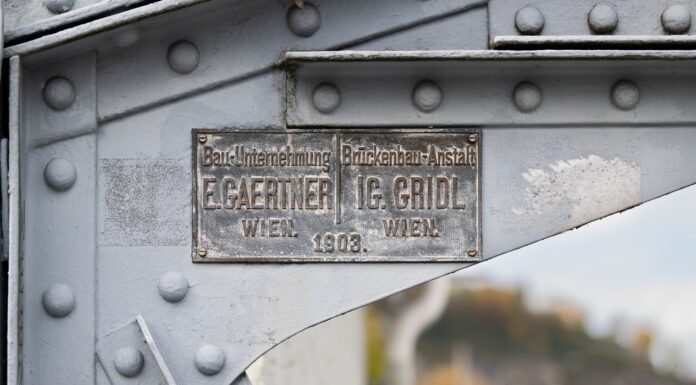 Bau-Unternehmung
E. GAERTNER
WIEN.
Brückenbau-Anstalt
IG. GRIDL
WIEN.
1903.